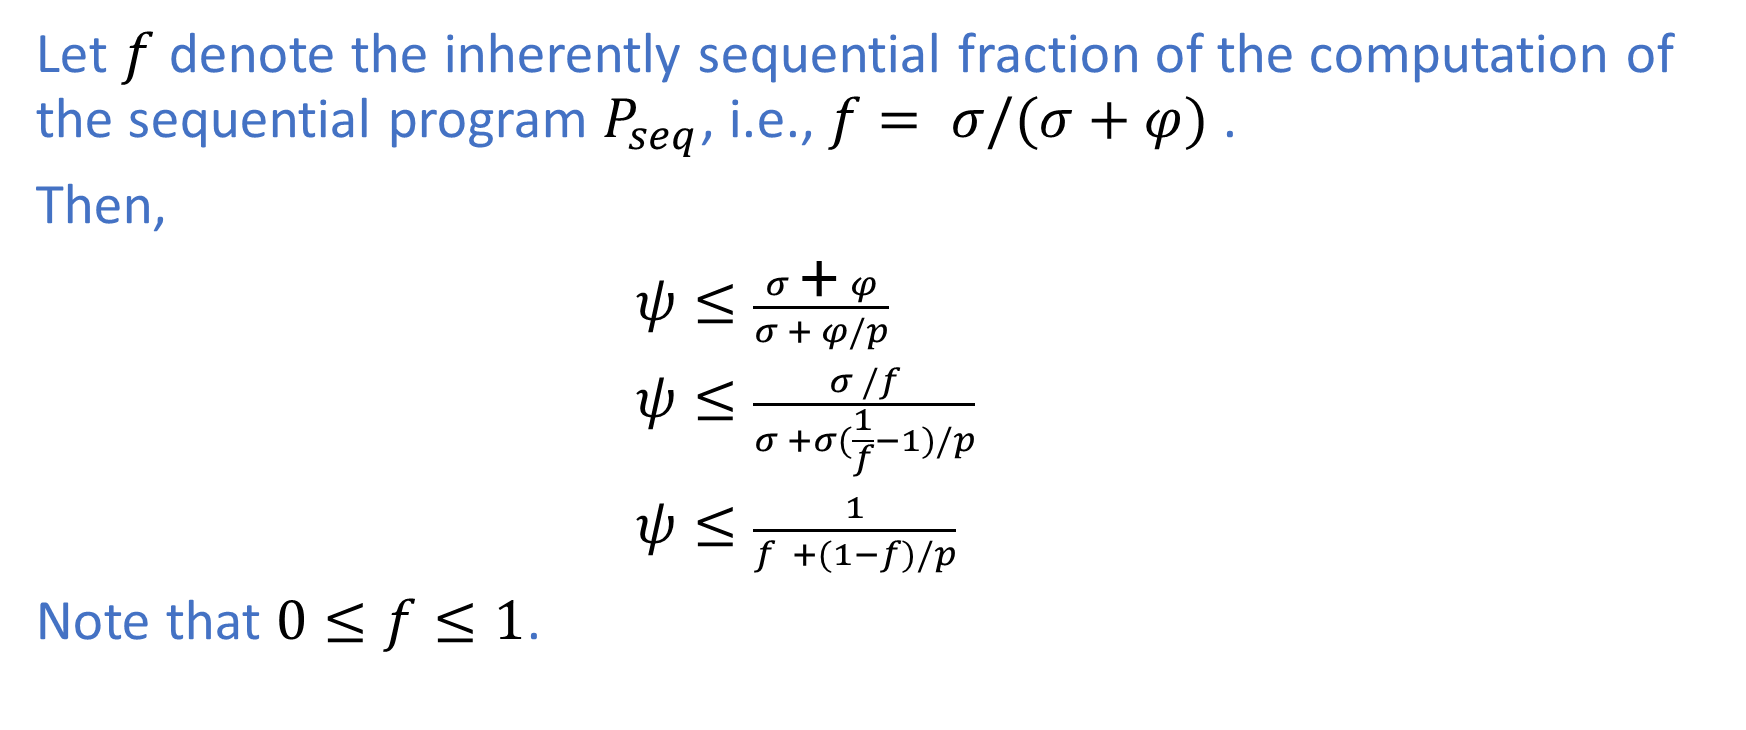 Let f denote the inherently sequential fraction of the computation of
the sequential program P_seq, i.e., f = σ/(σ + φ) .
Then,
ψ ≤ (σ + φ)/(σ + φ/p)
ψ ≤ (σ /f)/(σ +σ(1/f−1)/p)
ψ ≤ 1/(f +(1−f)/p)
Note that 0 ≤ f ≤ 1.